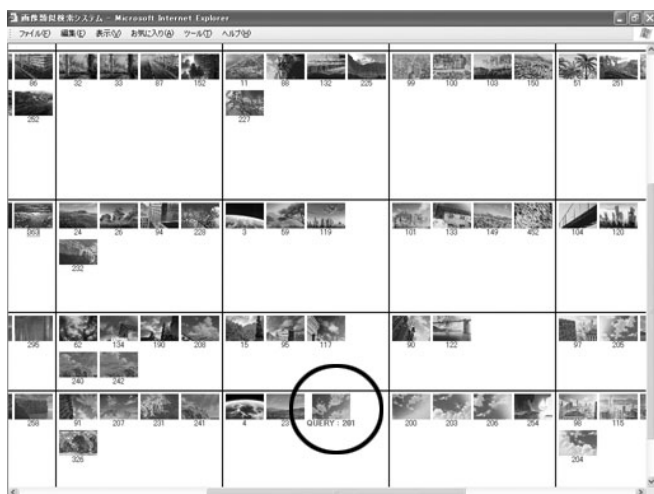 画像類似検索システム - Microsoft Internet Explorer
ファイル(F) 編集(E) 表示(V) お気に入り(A) ツール(T) ヘルプ(H)
86 32 33 87 152 11 88 132 225 99 100 103 150 51 251
252 227
24 26 94 228 3 59 119 101 133 149 452 104 120
232
295 62 134 190 208 15 95 117 90 122 97 205
240 242
258 91 207 231 241 4 QUERY : 201 200 203 206 254 98 115
326 204